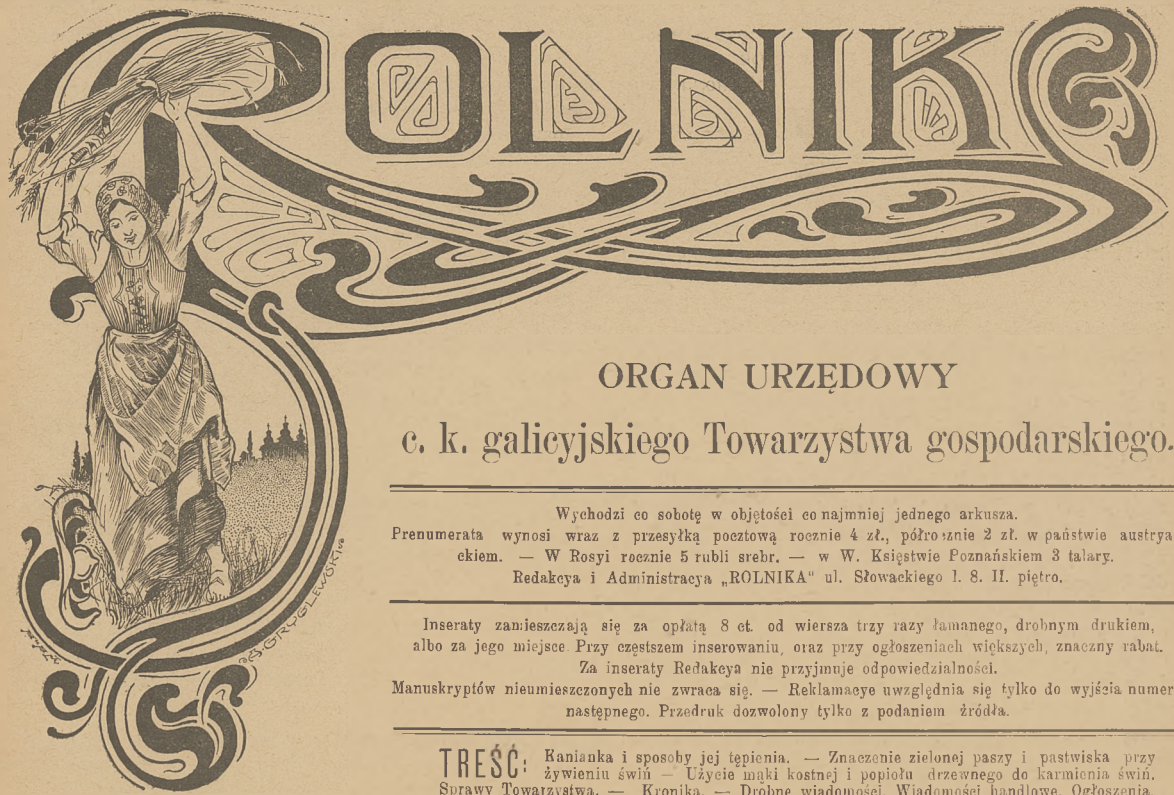 ROLNIK
ORGAN URZĘDOWY
c. k. galicyjskiego Towarzystwa gospodarskiego.
Wychodzi co sobotę w objętości co najmniej jednego arkusza.
Prenumerata wynosi wraz z przesyłką pocztową rocznie 4 zł., półrocznie 2 zł. w państwie austrya
ckiem. — W Rosyi rocznie 5 rubli srebr. — w W. Księstwie Poznańskiem 3 talary.
Redakcya i Administracya „ROLNIKA“ ul. Słowackiego l. 8. II. piętro.
Inseraty zamieszczają się za opłatą 8 ct. od wiersza trzy razy łamanego, drobnym drukiem,
albo za jego miejsce. Przy częstszem inserowaniu, oraz przy ogłoszeniach większych, znaczny rabat.
Za inseraty Redakcya nie przyjmuje odpowiedzialności.
Manuskryptów nieumieszczonych nie zwraca się. — Reklamacye uwzględnia się tylko do wyjścia numer
następnego. Przedruk dozwolony tylko z podaniem źródła.
TREŚĆ: Kanianka i sposoby jej tępienia. — Znaczenie zielonej paszy i pastwiska przy
żywieniu świń — Użycie mąki kostnej i popiołu drzewnego do karmienia świń.
Sprawy Towarzystwa. — Kronika. — Drobne wiadomości. Wiadomości handlowe. Ogłoszenia
GRYGLEWSKI